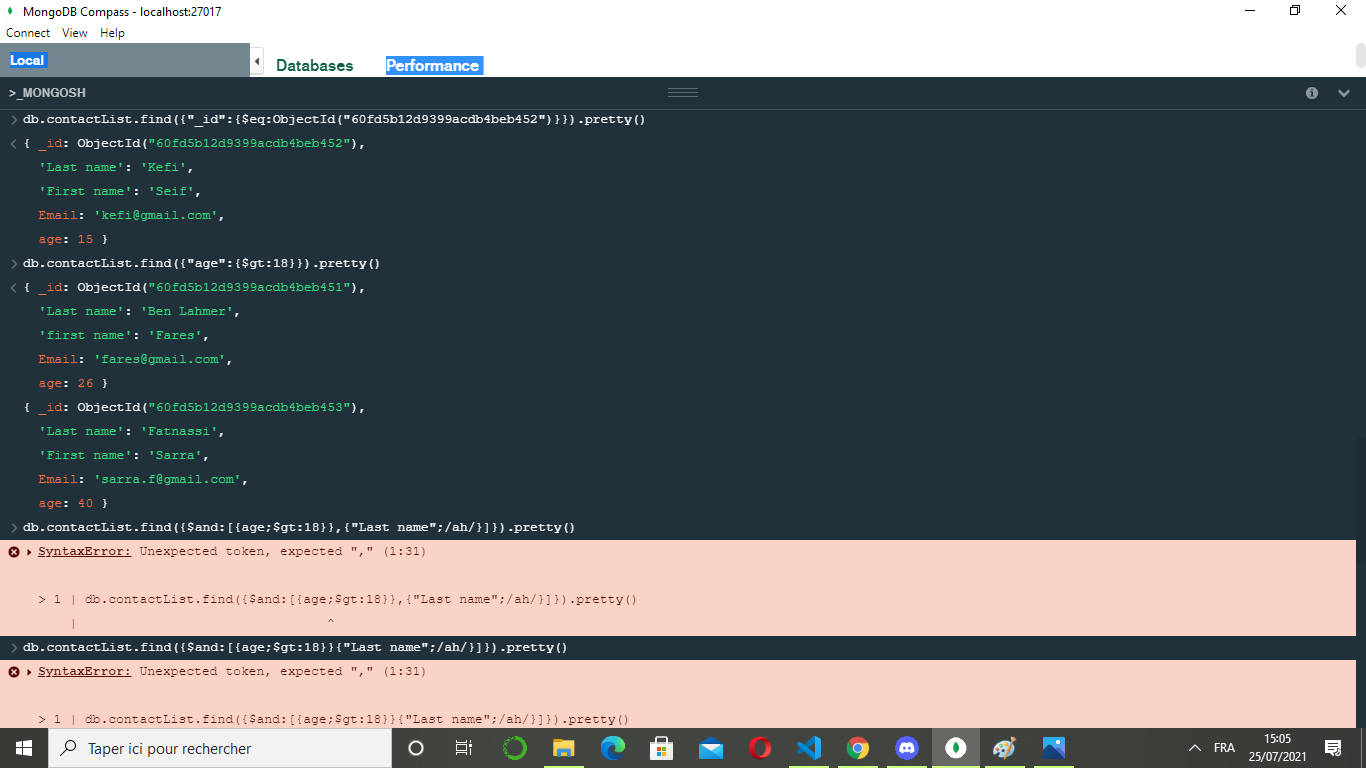 MongoDB Compass - localhost:27017
Connect View Help
Local
Databases Performance
>_MONGOSH
db.contactList.find({"_id":{$eq:ObjectId("60fd5b12d9399acdb4beb452")}}).pretty()
{ _id: ObjectId("60fd5b12d9399acdb4beb452"),
'Last name': 'Kefi',
'First name': 'Seif',
Email: 'kefi@gmail.com',
age: 15 }
db.contactList.find({"age":{$gt:18}}).pretty()
{ _id: ObjectId("60fd5b12d9399acdb4beb451"),
'Last name': 'Ben Lahmer',
'first name': 'Fares',
Email: 'fares@gmail.com',
age: 26 }
{ _id: ObjectId("60fd5b12d9399acdb4beb453"),
'Last name': 'Fatnassi',
'First name': 'Sarra',
Email: 'sarra.f@gmail.com',
age: 40 }
db.contactList.find({$and:[{age;$gt:18}},{"Last name";/ah/}]}).pretty()
SyntaxError: Unexpected token, expected "," (1:31)
> 1 | db.contactList.find({$and:[{age;$gt:18}},{"Last name";/ah/}]}).pretty()
| ^
db.contactList.find({$and:[{age;$gt:18}}{"Last name";/ah/}]}).pretty()
SyntaxError: Unexpected token, expected "," (1:31)
> 1 | db.contactList.find({$and:[{age;$gt:18}}{"Last name";/ah/}]}).pretty()
Taper ici pour rechercher
FRA
15:05
25/07/2021